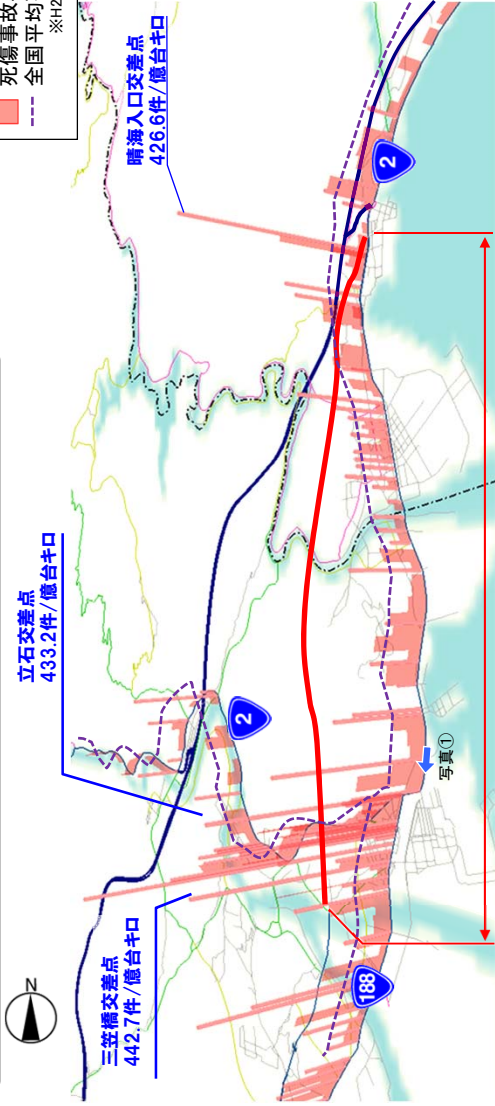 死傷事故
全国平均
※H2
晴海入口交差点
426.6件/億台キロ
立石交差点
433.2件/億台キロ
三笠橋交差点
442.7件/億台キロ
N
2
2
188
写真①